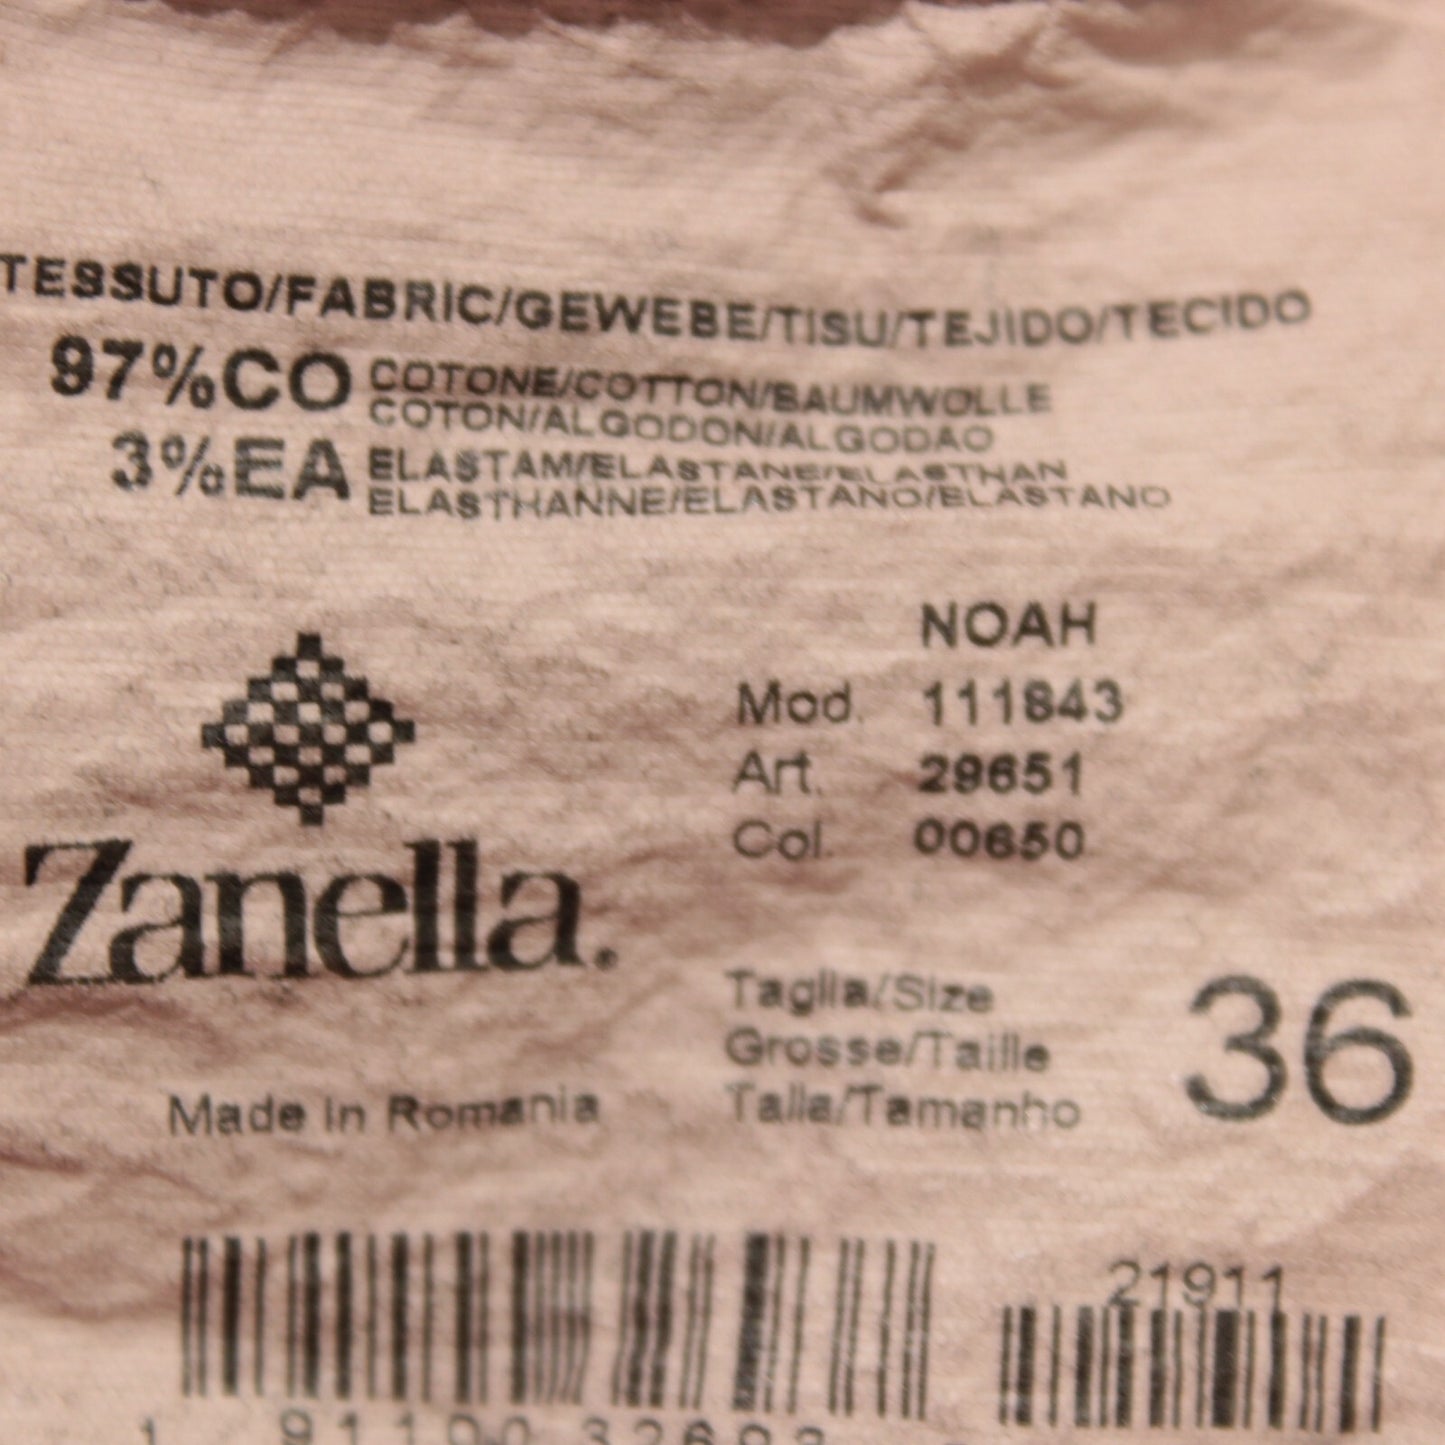 TESSUTO/FABRIC/GEWEBE/TISU/TEJIDO/TECIDO
97%CO COTONE/COTTON/BAUMWOLLE
COTON/ALGODON/ALGODAO
3%EA ELASTAM/ELASTANE/ELASTHAN
ELASTHANNE/ELASTANO/ELASTANO
NOAH
Mod. 111843
Art. 29651
Col. 00650
Zanella.
Made in Romania
Taglia/Size
Grosse/Taille
Talla/Tamanho
36
21911